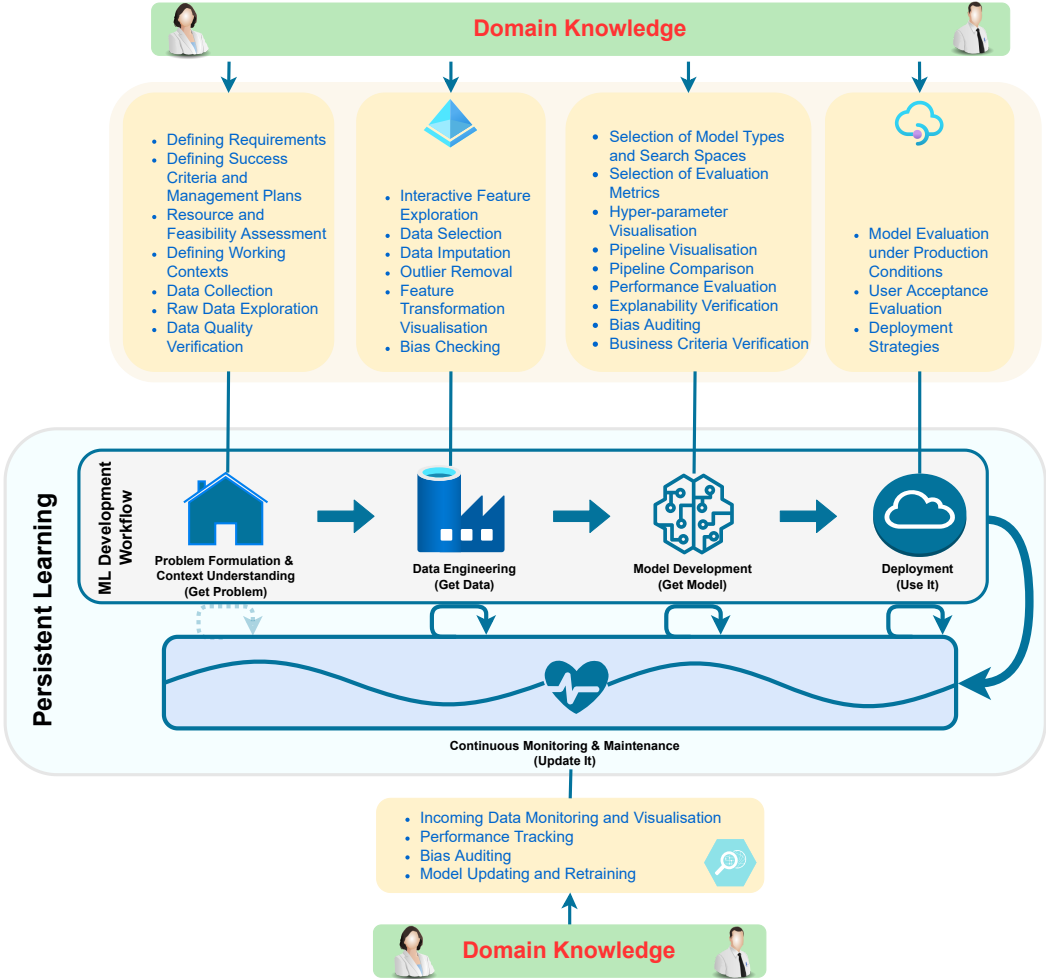 Domain Knowledge
Defining Requirements
Defining Success
Criteria and
Management Plans
Resource and
Feasibility Assessment
Defining Working
Contexts
Data Collection
Raw Data Exploration
Data Quality
Verification
Interactive Feature
Exploration
Data Selection
Data Imputation
Outlier Removal
Feature
Transformation
Visualisation
Bias Checking
Selection of Model Types
and Search Spaces
Selection of Evaluation
Metrics
Hyper-parameter
Visualisation
Pipeline Visualisation
Pipeline Comparison
Performance Evaluation
Explanability Verification
Bias Auditing
Business Criteria Verification
Model Evaluation
under Production
Conditions
User Acceptance
Evaluation
Deployment
Strategies
Persistent Learning
ML Development
Workflow
Problem Formulation &
Context Understanding
(Get Problem)
Data Engineering
(Get Data)
Model Development
(Get Model)
Deployment
(Use It)
Continuous Monitoring & Maintenance
(Update It)
Incoming Data Monitoring and Visualisation
Performance Tracking
Bias Auditing
Model Updating and Retraining
Domain Knowledge